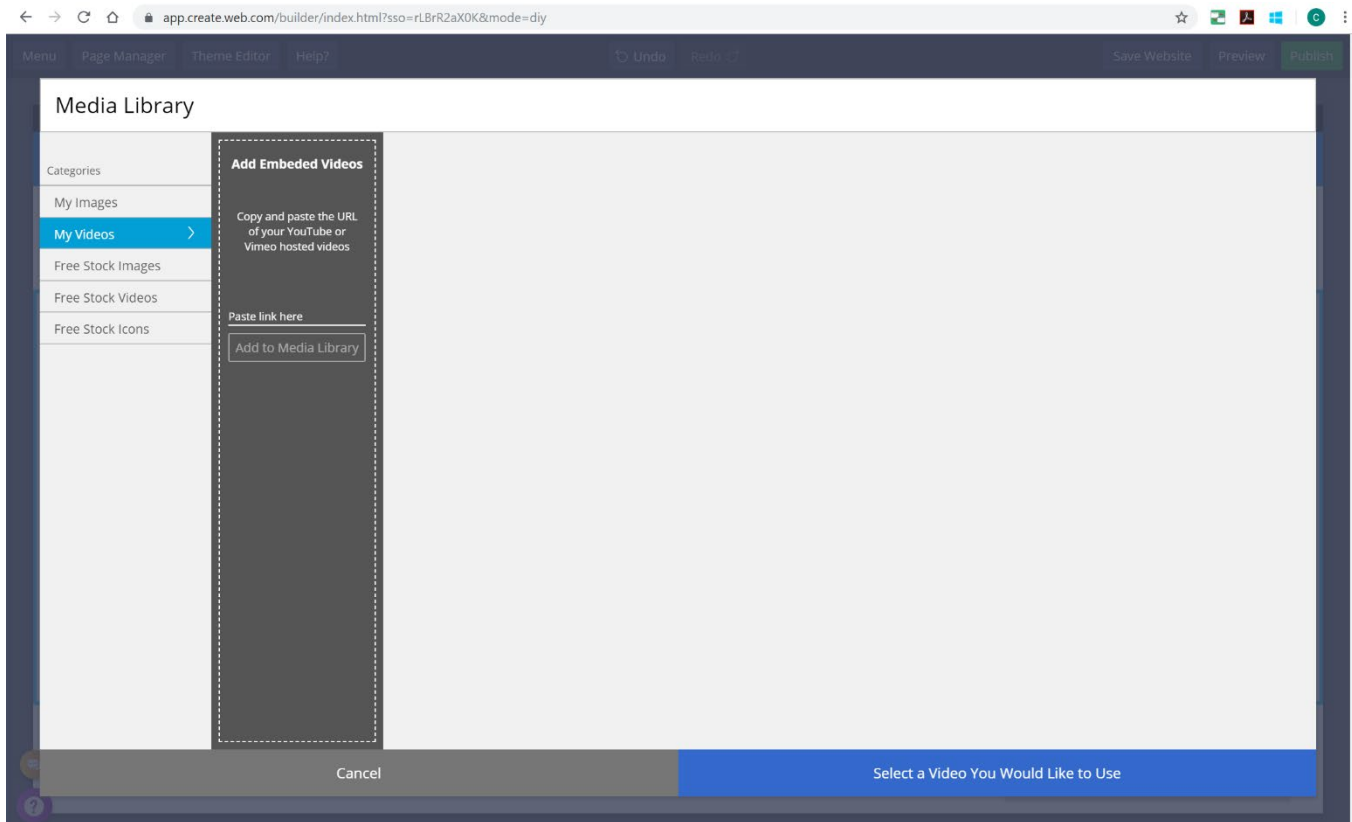 app.create.web.com/builder/index.html?sso=rLBrR2aX0K&mode=diy
C
Menu Page Manager Theme Editor Help? Undo Redo Save Website Preview Publish
Media Library
Categories
My Images
My Videos
Free Stock Images
Free Stock Videos
Free Stock Icons
Add Embeded Videos
Copy and paste the URL
of your YouTube or
Vimeo hosted videos
Paste link here
Add to Media Library
Cancel
Select a Video You Would Like to Use
?